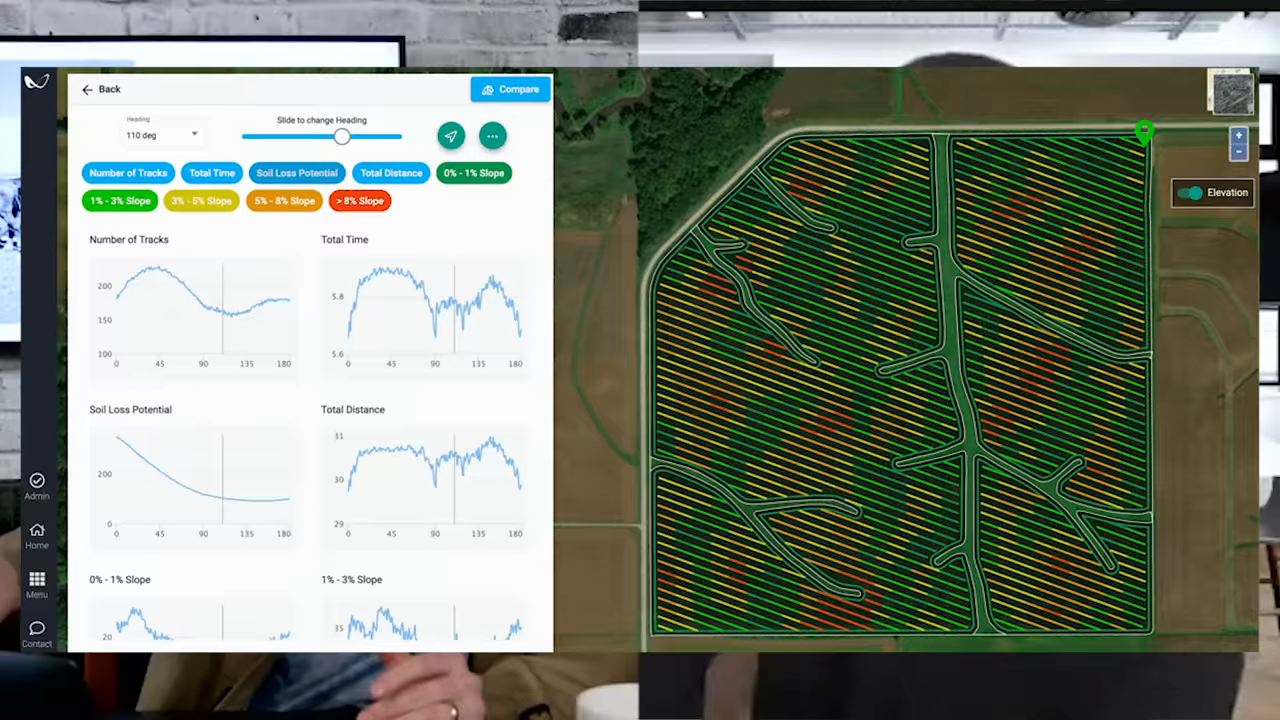 Back
Compare
Heading
110 deg
Slide to change Heading
Number of Tracks
Total Time
Soil Loss Potential
Total Distance
0% - 1% Slope
1% - 3% Slope
3% - 5% Slope
5% - 8% Slope
> 8% Slope
Number of Tracks
200
150
100
0 45 90 135 180
Total Time
5.8
5.6
0 45 90 135 180
Soil Loss Potential
200
0
0 45 90 135 180
Total Distance
31
30
29
0 45 90 135 180
0% - 1% Slope
20
1% - 3% Slope
35
Admin
Home
Menu
Contact
+
-
Elevation